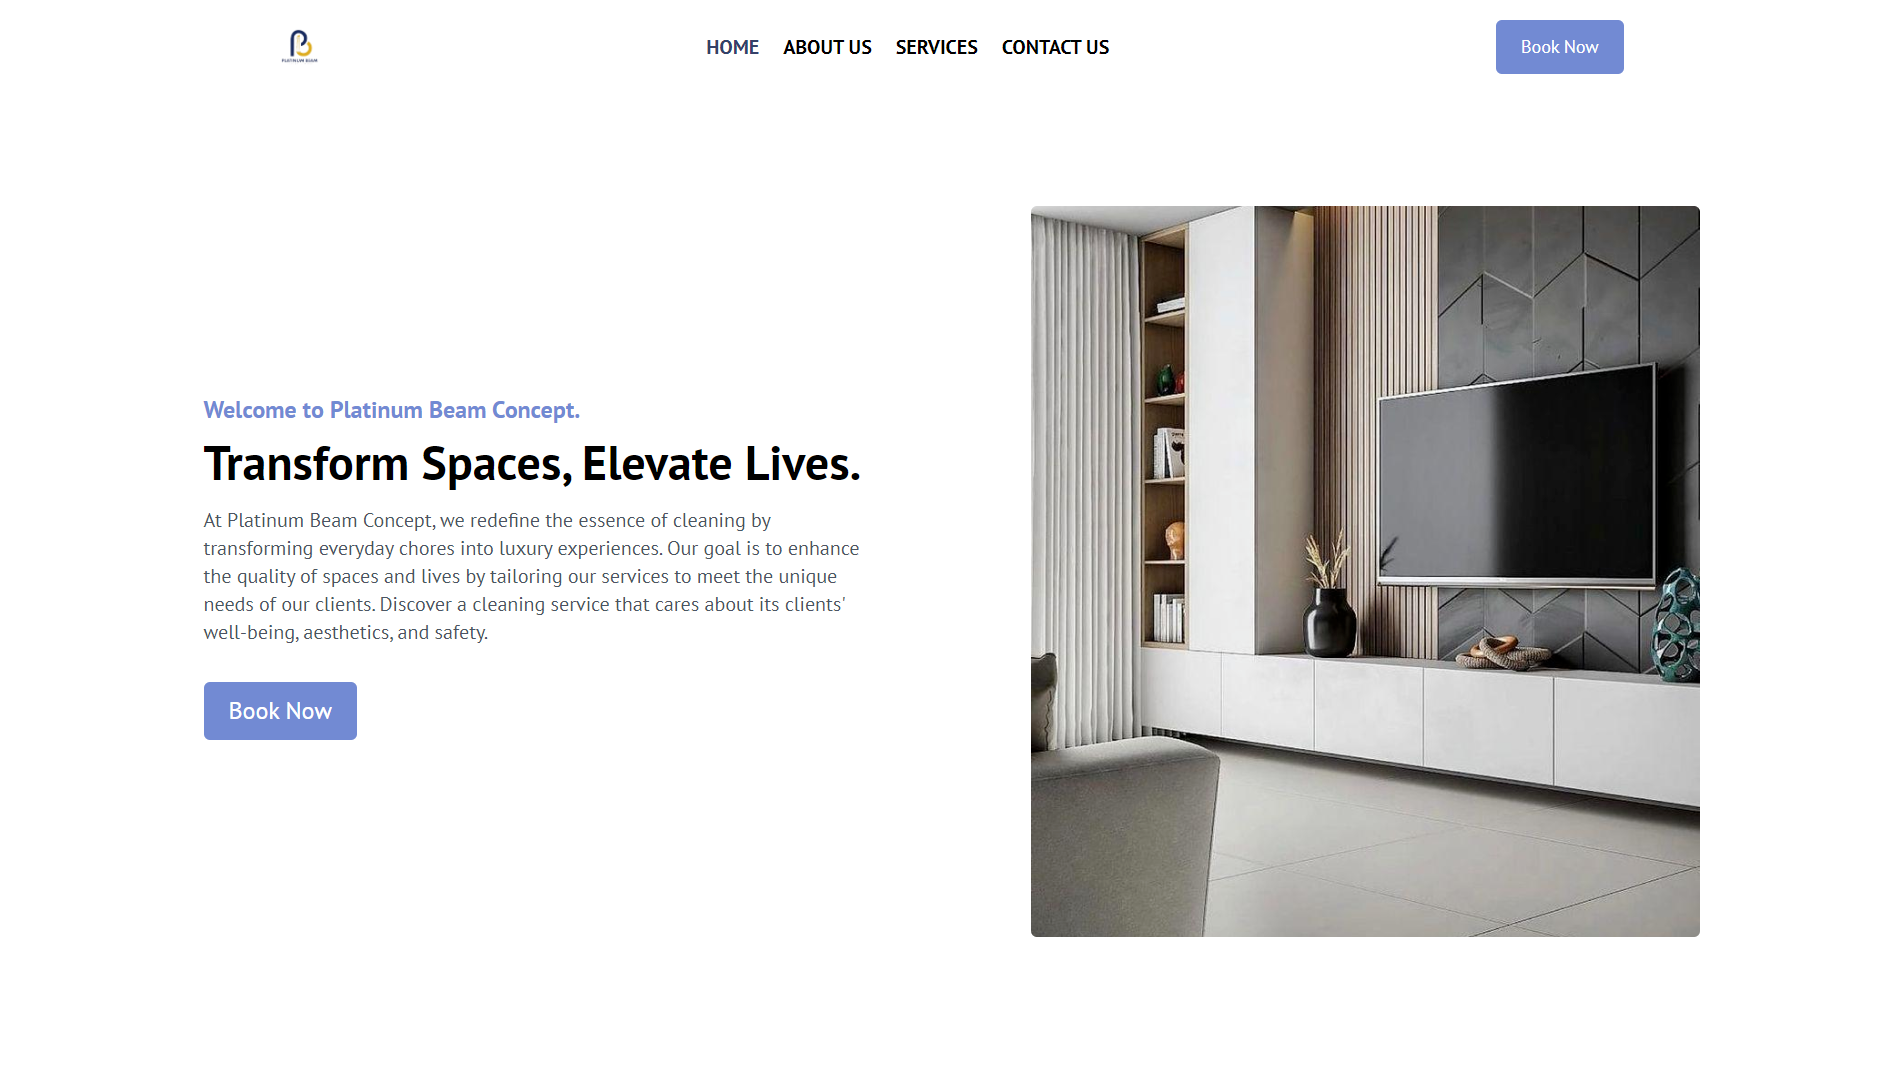 PLATINUM BEAM
HOME ABOUT US SERVICES CONTACT US
Book Now
Welcome to Platinum Beam Concept.
Transform Spaces, Elevate Lives.
At Platinum Beam Concept, we redefine the essence of cleaning by
transforming everyday chores into luxury experiences. Our goal is to enhance
the quality of spaces and lives by tailoring our services to meet the unique
needs of our clients. Discover a cleaning service that cares about its clients'
well-being, aesthetics, and safety.
Book Now